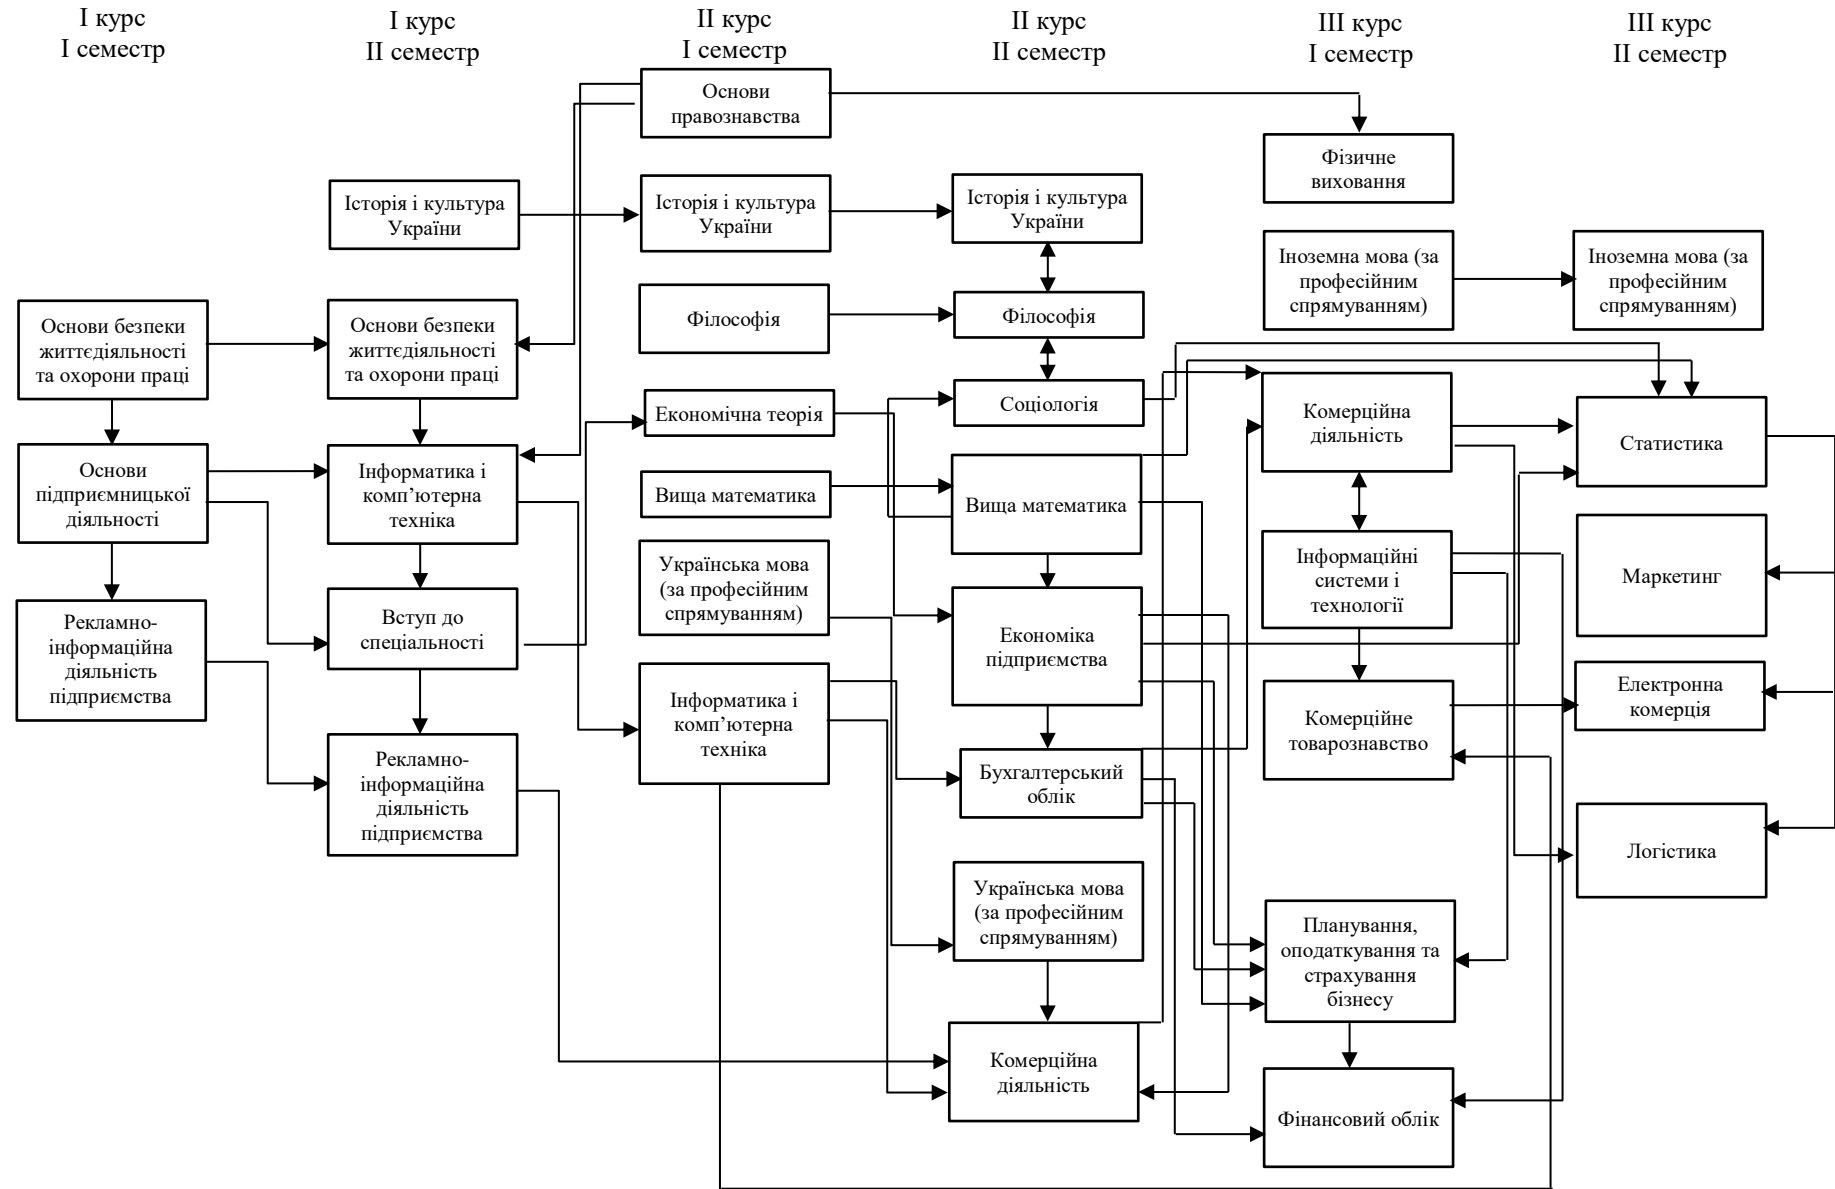 I курс
I семестр
I курс
II семестр
II курс
I семестр
II курс
II семестр
III курс
I семестр
III курс
II семестр
Основи безпеки
життєдіяльності
та охорони праці
Основи
підприємницької
діяльності
Рекламно-
інформаційна
діяльність
підприємства
Історія і культура
України
Основи безпеки
життєдіяльності
та охорони праці
Інформатика і
комп’ютерна
техніка
Вступ до
спеціальності
Рекламно-
інформаційна
діяльність
підприємства
Основи
правознавства
Історія і культура
України
Філософія
Економічна теорія
Вища математика
Українська мова
(за професійним
спрямуванням)
Інформатика і
комп’ютерна
техніка
Історія і культура
України
Філософія
Соціологія
Вища математика
Економіка
підприємства
Бухгалтерський
облік
Українська мова
(за професійним
спрямуванням)
Комерційна
діяльність
Фізичне
виховання
Іноземна мова (за
професійним
спрямуванням)
Комерційна
діяльність
Інформаційні
системи і
технології
Комерційне
товарознавство
Планування,
оподаткування та
страхування
бізнесу
Фінансовий облік
Іноземна мова (за
професійним
спрямуванням)
Статистика
Маркетинг
Електронна
комерція
Логістика